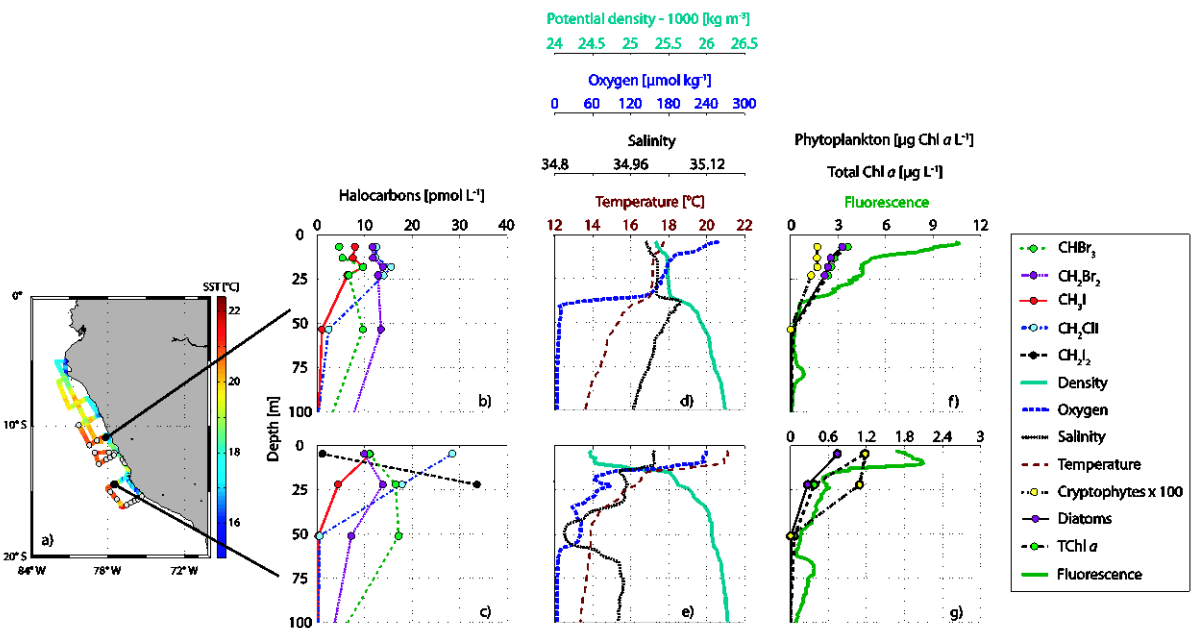 Potential density - 1000 [kg m⁻³]
24 24.5 25 25.5 26 26.5
Oxygen [μmol kg⁻¹]
0 60 120 180 240 300
Salinity
34.8 34.96 35.12
Temperature [°C]
12 14 16 18 20 22
Phytoplankton [μg Chl a L⁻¹]
Total Chl a [μg L⁻¹]
Fluorescence
0 3 6 9 12
Halocarbons [pmol L⁻¹]
0 10 20 30 40
0
25
50
75
100
b)
d)
f)
Depth [m]
0 0.6 1.2 1.8 2.4 3
0
25
50
75
100
c)
e)
g)
SST [°C]
22
20
18
16
0°
10°S
20°S
a)
84°W 78°W 72°W
CHBr₃
CH₂Br₂
CH₃I
CH₂ClI
CH₂I₂
Density
Oxygen
Salinity
Temperature
Cryptophytes x 100
Diatoms
TChl a
Fluorescence